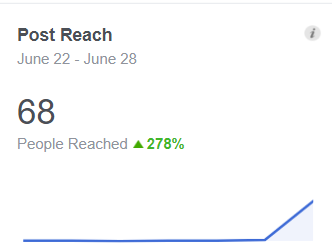 Post Reach
i
June 22 - June 28
68
People Reached ▲ 278%